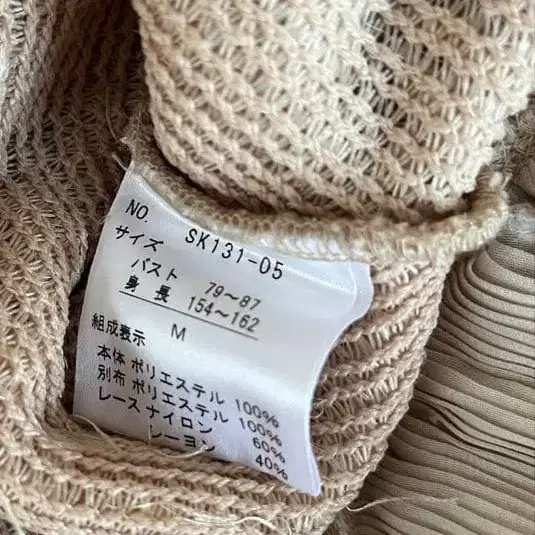 NO. SK131-05
サイズ
バスト 79~87
身長 154~162
M
組成表示
本体 ポリエステル 100%
別布 ポリエステル 100%
レース ナイロン 60%
レーヨン 40%